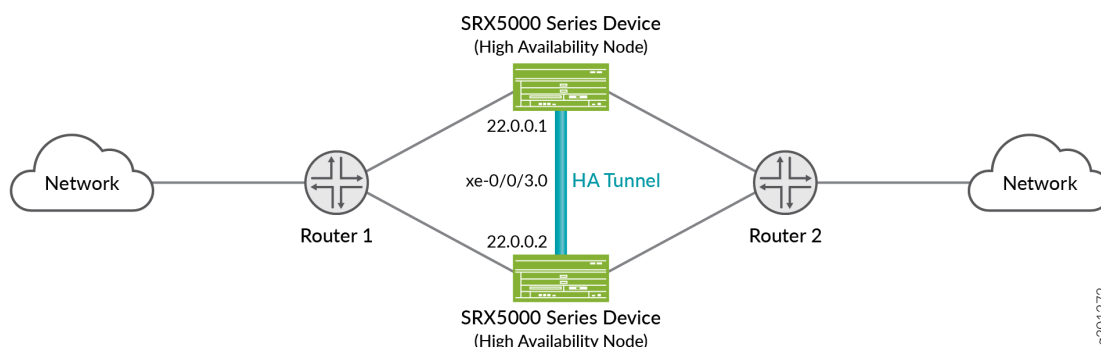 SRX5000 Series Device
(High Availability Node)
22.0.0.1
Network
xe-0/0/3.0
HA Tunnel
Network
Router 1
22.0.0.2
Router 2
SRX5000 Series Device
(High Availability Node)